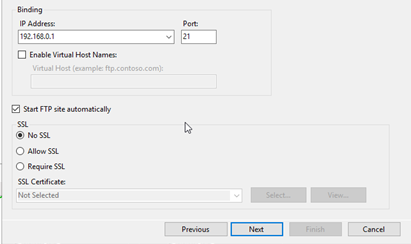 Binding
IP Address: Port:
192.168.0.1 21
Enable Virtual Host Names:
Virtual Host (example: ftp.contoso.com):
Start FTP site automatically
SSL
No SSL
Allow SSL
Require SSL
SSL Certificate:
Not Selected Select... View...
Previous Next Finish Cancel